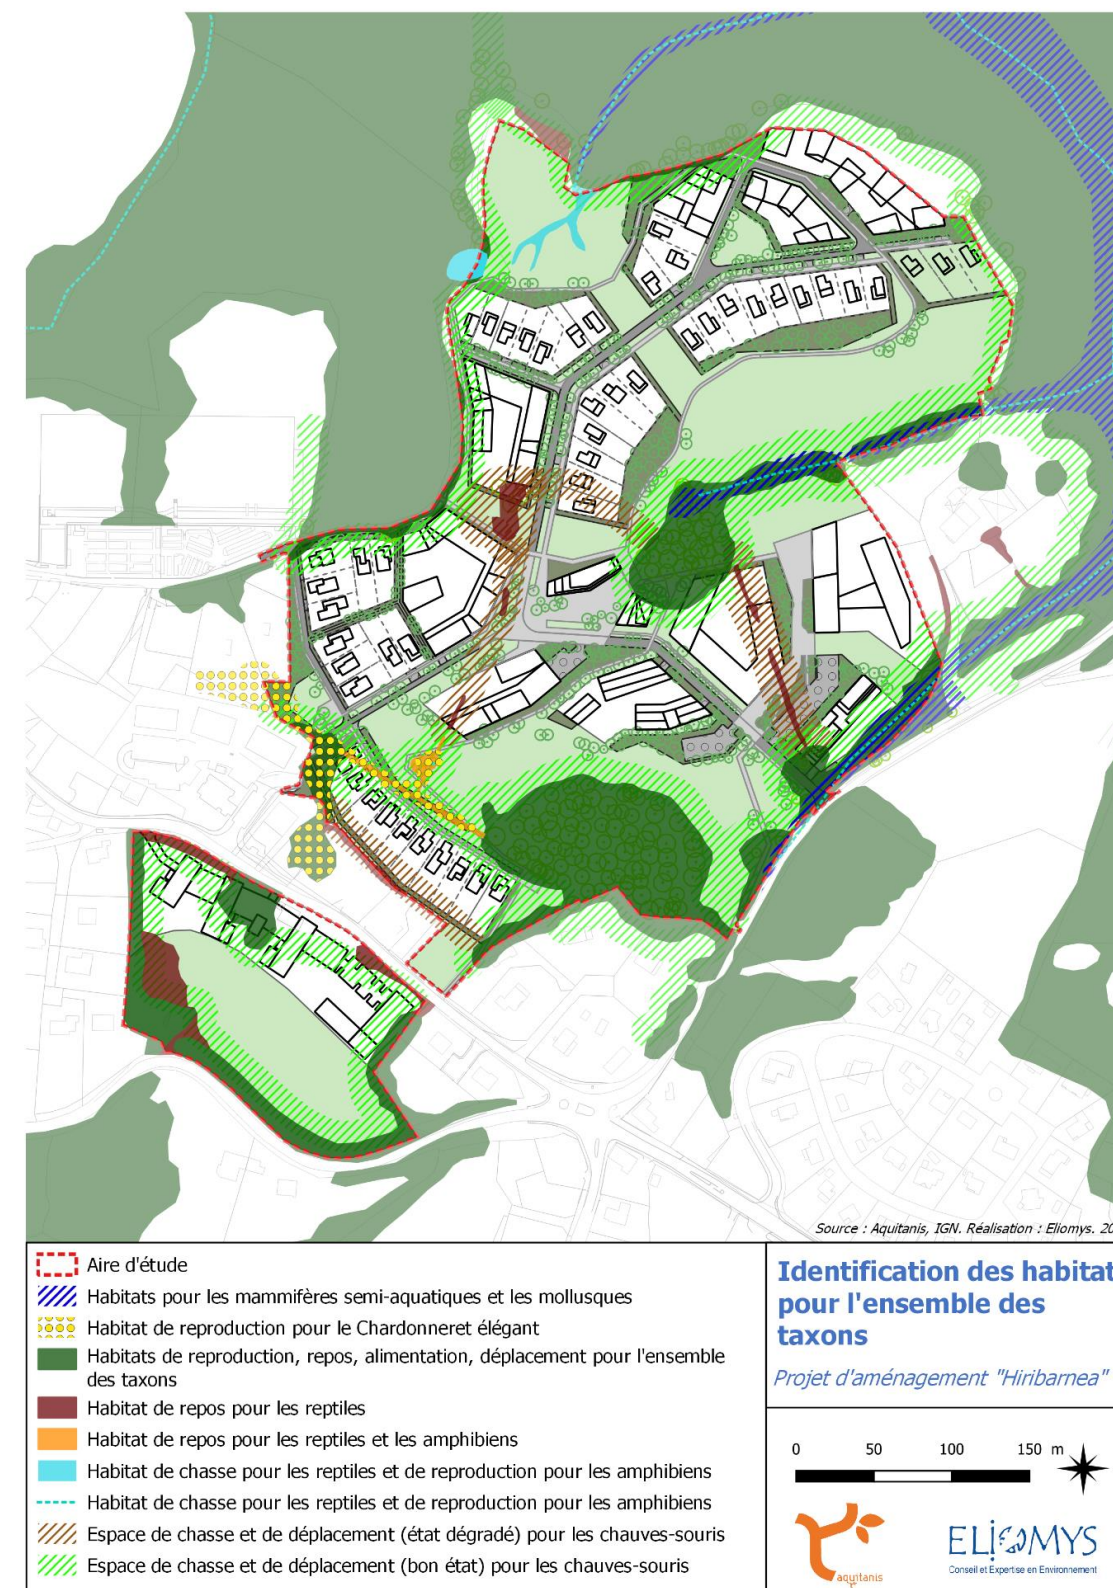 Source : Aquitanis, IGN. Réalisation : Eliomys. 20
Aire d'étude
Habitats pour les mammifères semi-aquatiques et les mollusques
Habitat de reproduction pour le Chardonneret élégant
Habitats de reproduction, repos, alimentation, déplacement pour l'ensemble
des taxons
Habitat de repos pour les reptiles
Habitat de repos pour les reptiles et les amphibiens
Habitat de chasse pour les reptiles et de reproduction pour les amphibiens
Habitat de chasse pour les reptiles et de reproduction pour les amphibiens
Espace de chasse et de déplacement (état dégradé) pour les chauves-souris
Espace de chasse et de déplacement (bon état) pour les chauves-souris
Identification des habitat
pour l'ensemble des
taxons
Projet d'aménagement "Hiribarnea"
0 50 100 150 m
aquitanis
ELIOMYS
Conseil et Expertise en Environnement